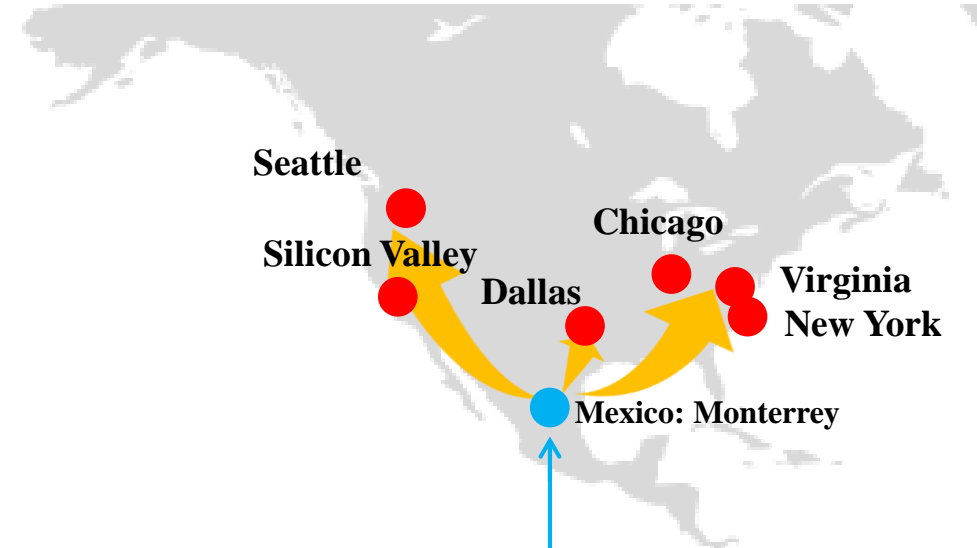 Seattle
Chicago
Silicon Valley
Dallas
Virginia
New York
Mexico: Monterrey